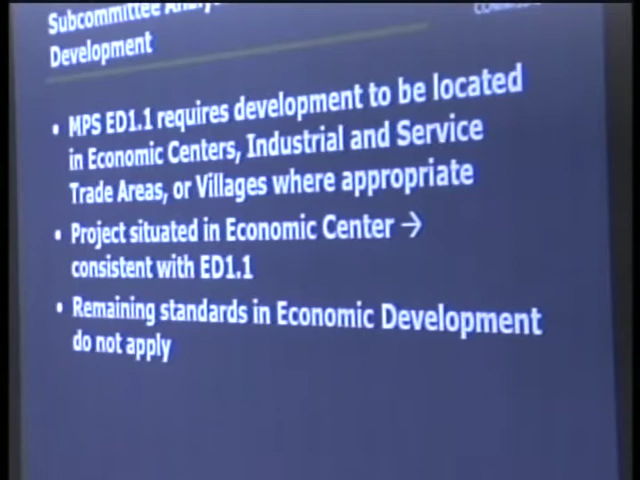 Subcommittee
Development
• MPS ED1.1 requires development to be located
in Economic Centers, Industrial and Service
Trade Areas, or Villages where appropriate
• Project situated in Economic Center →
consistent with ED1.1
• Remaining standards in Economic Development
do not apply